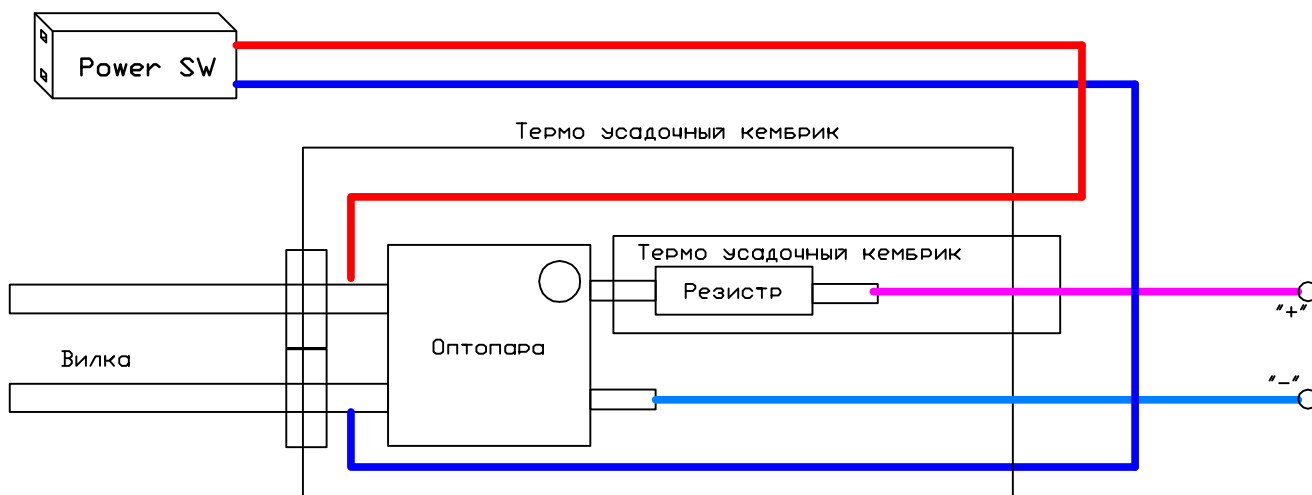 Power SW
Термо усадочный кембрик
Термо усадочный кембрик
Резистр
"+"
Оптопара
Вилка
"-"